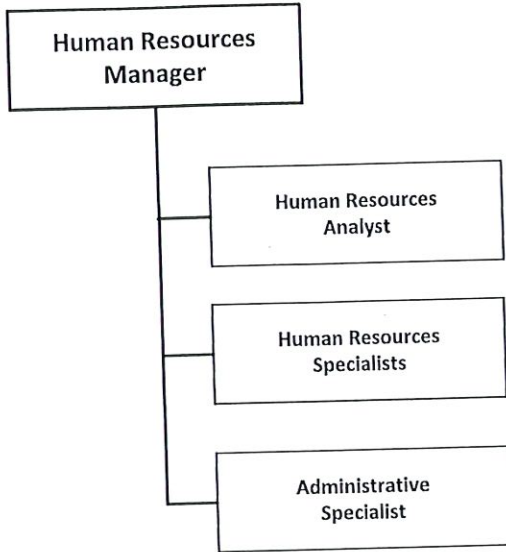 Human Resources
Manager
Human Resources
Analyst
Human Resources
Specialists
Administrative
Specialist